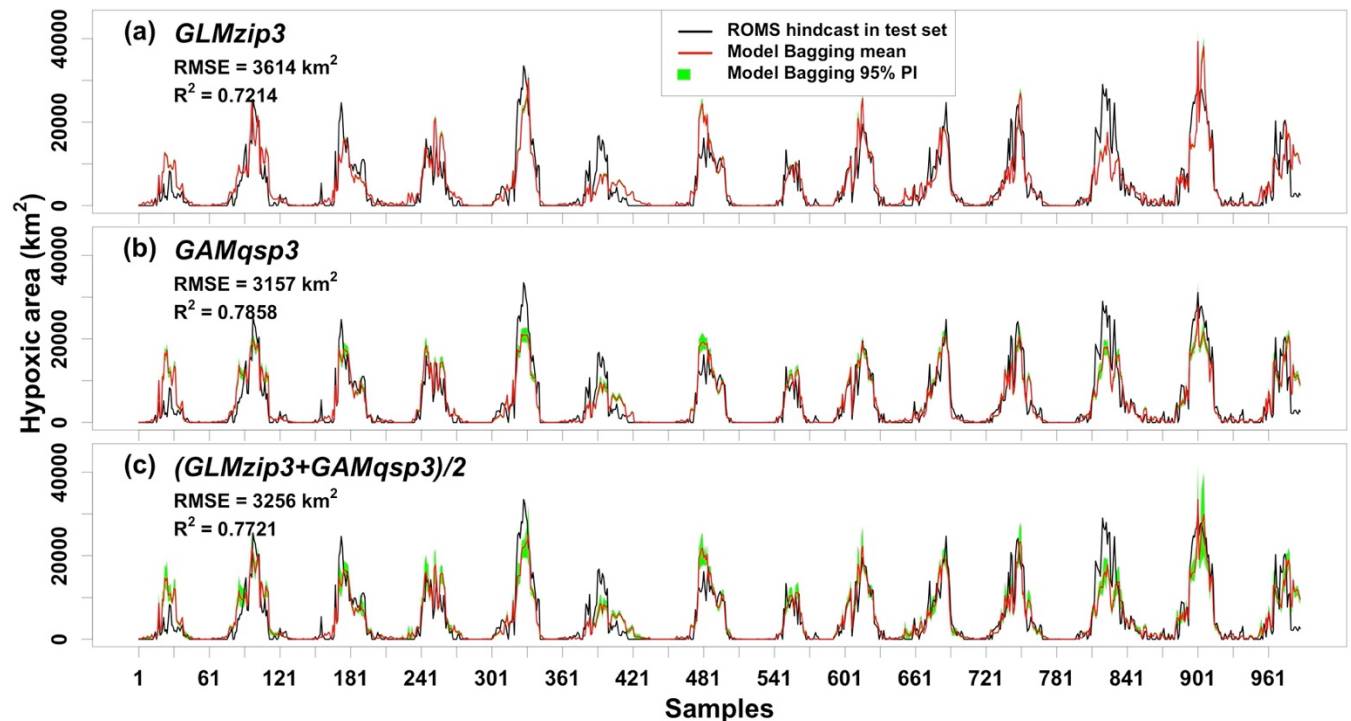 (a) GLMzip3
RMSE = 3614 km²
R² = 0.7214
ROMS hindcast in test set
Model Bagging mean
Model Bagging 95% PI
0 10000 20000 40000
(b) GAMqsp3
RMSE = 3157 km²
R² = 0.7858
0 10000 20000 40000
(c) (GLMzip3+GAMqsp3)/2
RMSE = 3256 km²
R² = 0.7721
0 10000 20000 40000
Hypoxic area (km²)
1 61 121 181 241 301 361 421 481 541 601 661 721 781 841 901 961
Samples